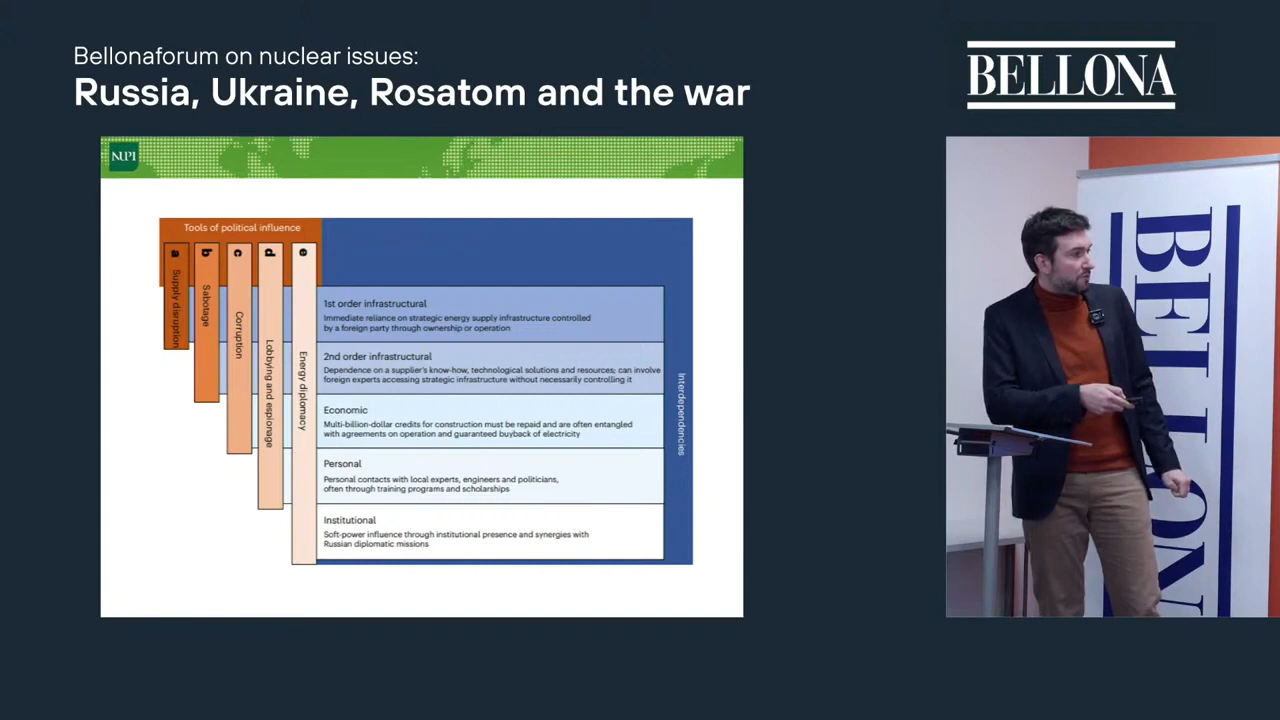 Bellonaforum on nuclear issues:
Russia, Ukraine, Rosatom and the war
BELLONA
NUPI
Tools of political influence
a
Supply disruption
b
Sabotage
c
Corruption
d
Lobbying and espionage
e
Energy diplomacy
1st order infrastructural
Immediate reliance on strategic energy supply infrastructure controlled
by a foreign party through ownership or operation
2nd order infrastructural
Dependence on a supplier's know-how, technological solutions and resources; can involve
foreign experts accessing strategic infrastructure without necessarily controlling it
Economic
Multi-billion-dollar credits for construction must be repaid and are often entangled
with agreements on operation and guaranteed buyback of electricity
Personal
Personal contacts with local experts, engineers and politicians,
often through training programs and scholarships
Institutional
Soft-power influence through institutional presence and synergies with
Russian diplomatic missions
Interdependencies
BELLON